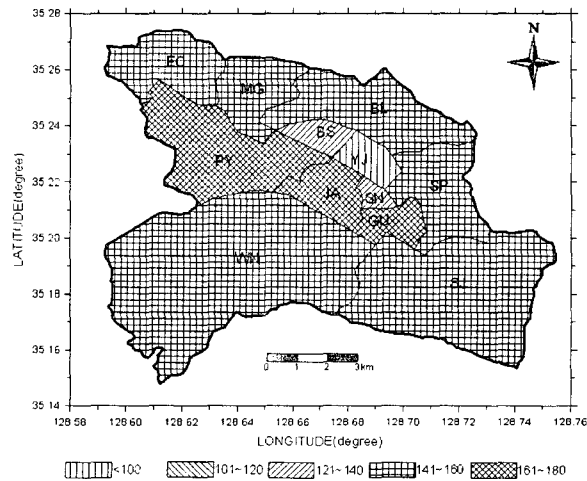 N
35 28
35 26
35 24
35 22
35 20
35 18
35 16
35 14
LATITUDE(degree)
MG
BL
BS
YJ
PY
JA
GN
SP
GU
WM
SJ
0 1 2 3km
128 58 128 60 128 62 128 64 128 66 128 68 128 70 128 72 128 74 128 76
LONGITUDE(degree)
<100 101~120 121~140 141~160 161~180